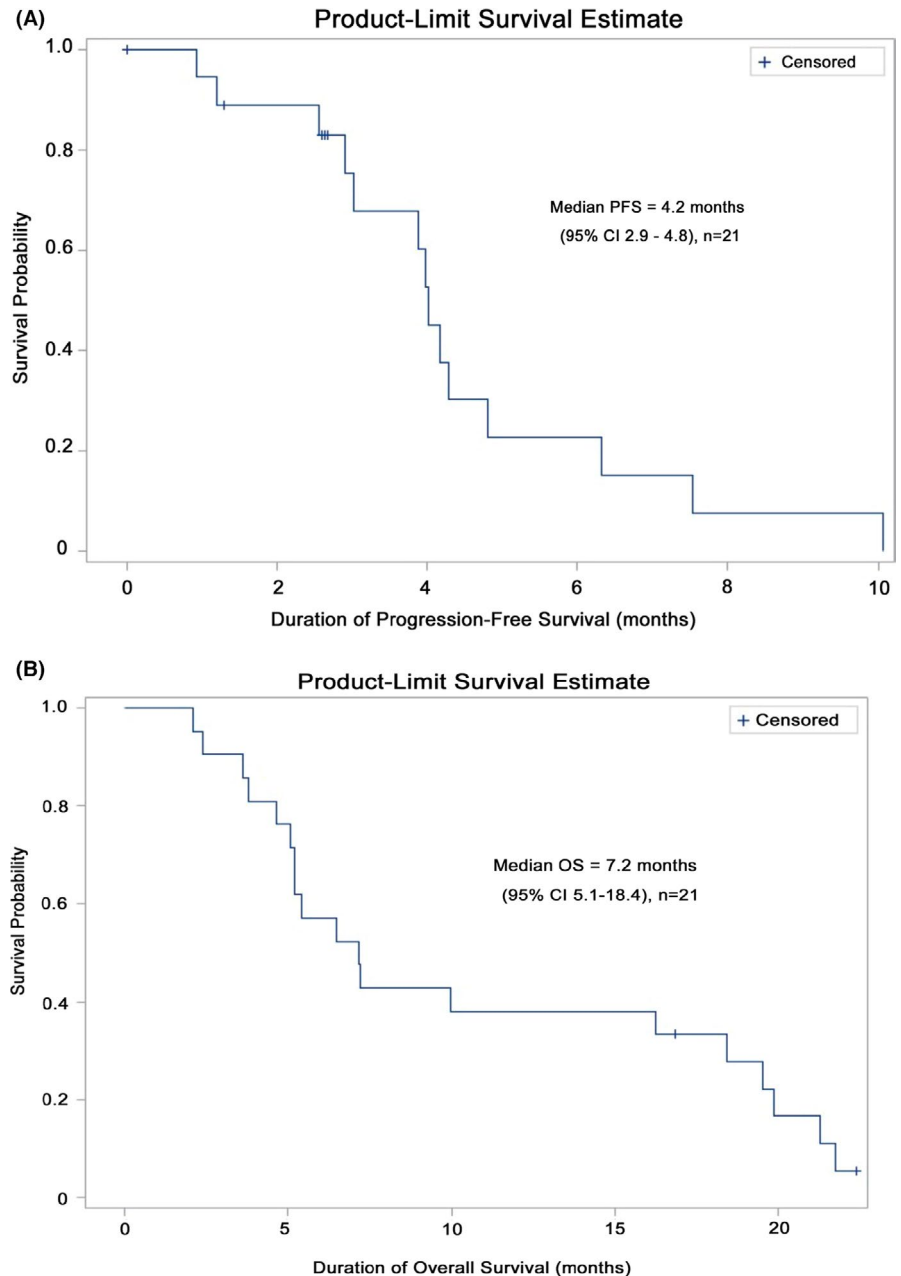 (A)
Product-Limit Survival Estimate
+ Censored
1.0
0.8
0.6
0.4
0.2
0
Survival Probability
Median PFS = 4.2 months
(95% CI 2.9 - 4.8), n=21
0 2 4 6 8 10
Duration of Progression-Free Survival (months)
(B)
Product-Limit Survival Estimate
+ Censored
1.0
0.8
0.6
0.4
0.2
0
Survival Probability
Median OS = 7.2 months
(95% CI 5.1-18.4), n=21
0 5 10 15 20
Duration of Overall Survival (months)